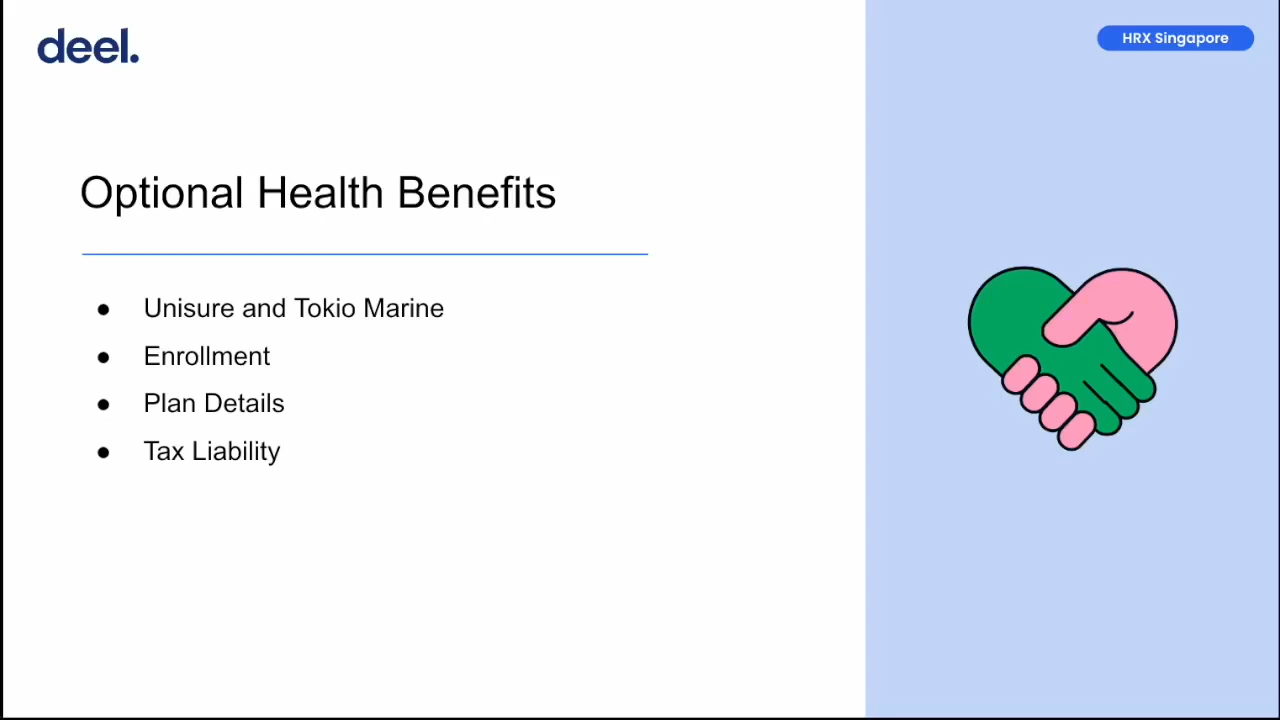 deel.
HRX Singapore
Optional Health Benefits
● Unisure and Tokio Marine
● Enrollment
● Plan Details
● Tax Liability